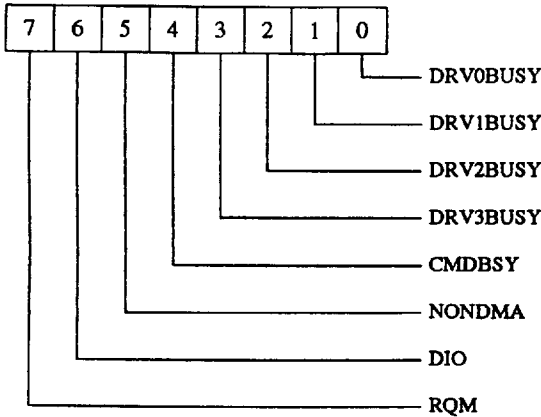 7 6 5 4 3 2 1 0
DRV0BUSY
DRV1BUSY
DRV2BUSY
DRV3BUSY
CMDBSY
NONDMA
DIO
RQM